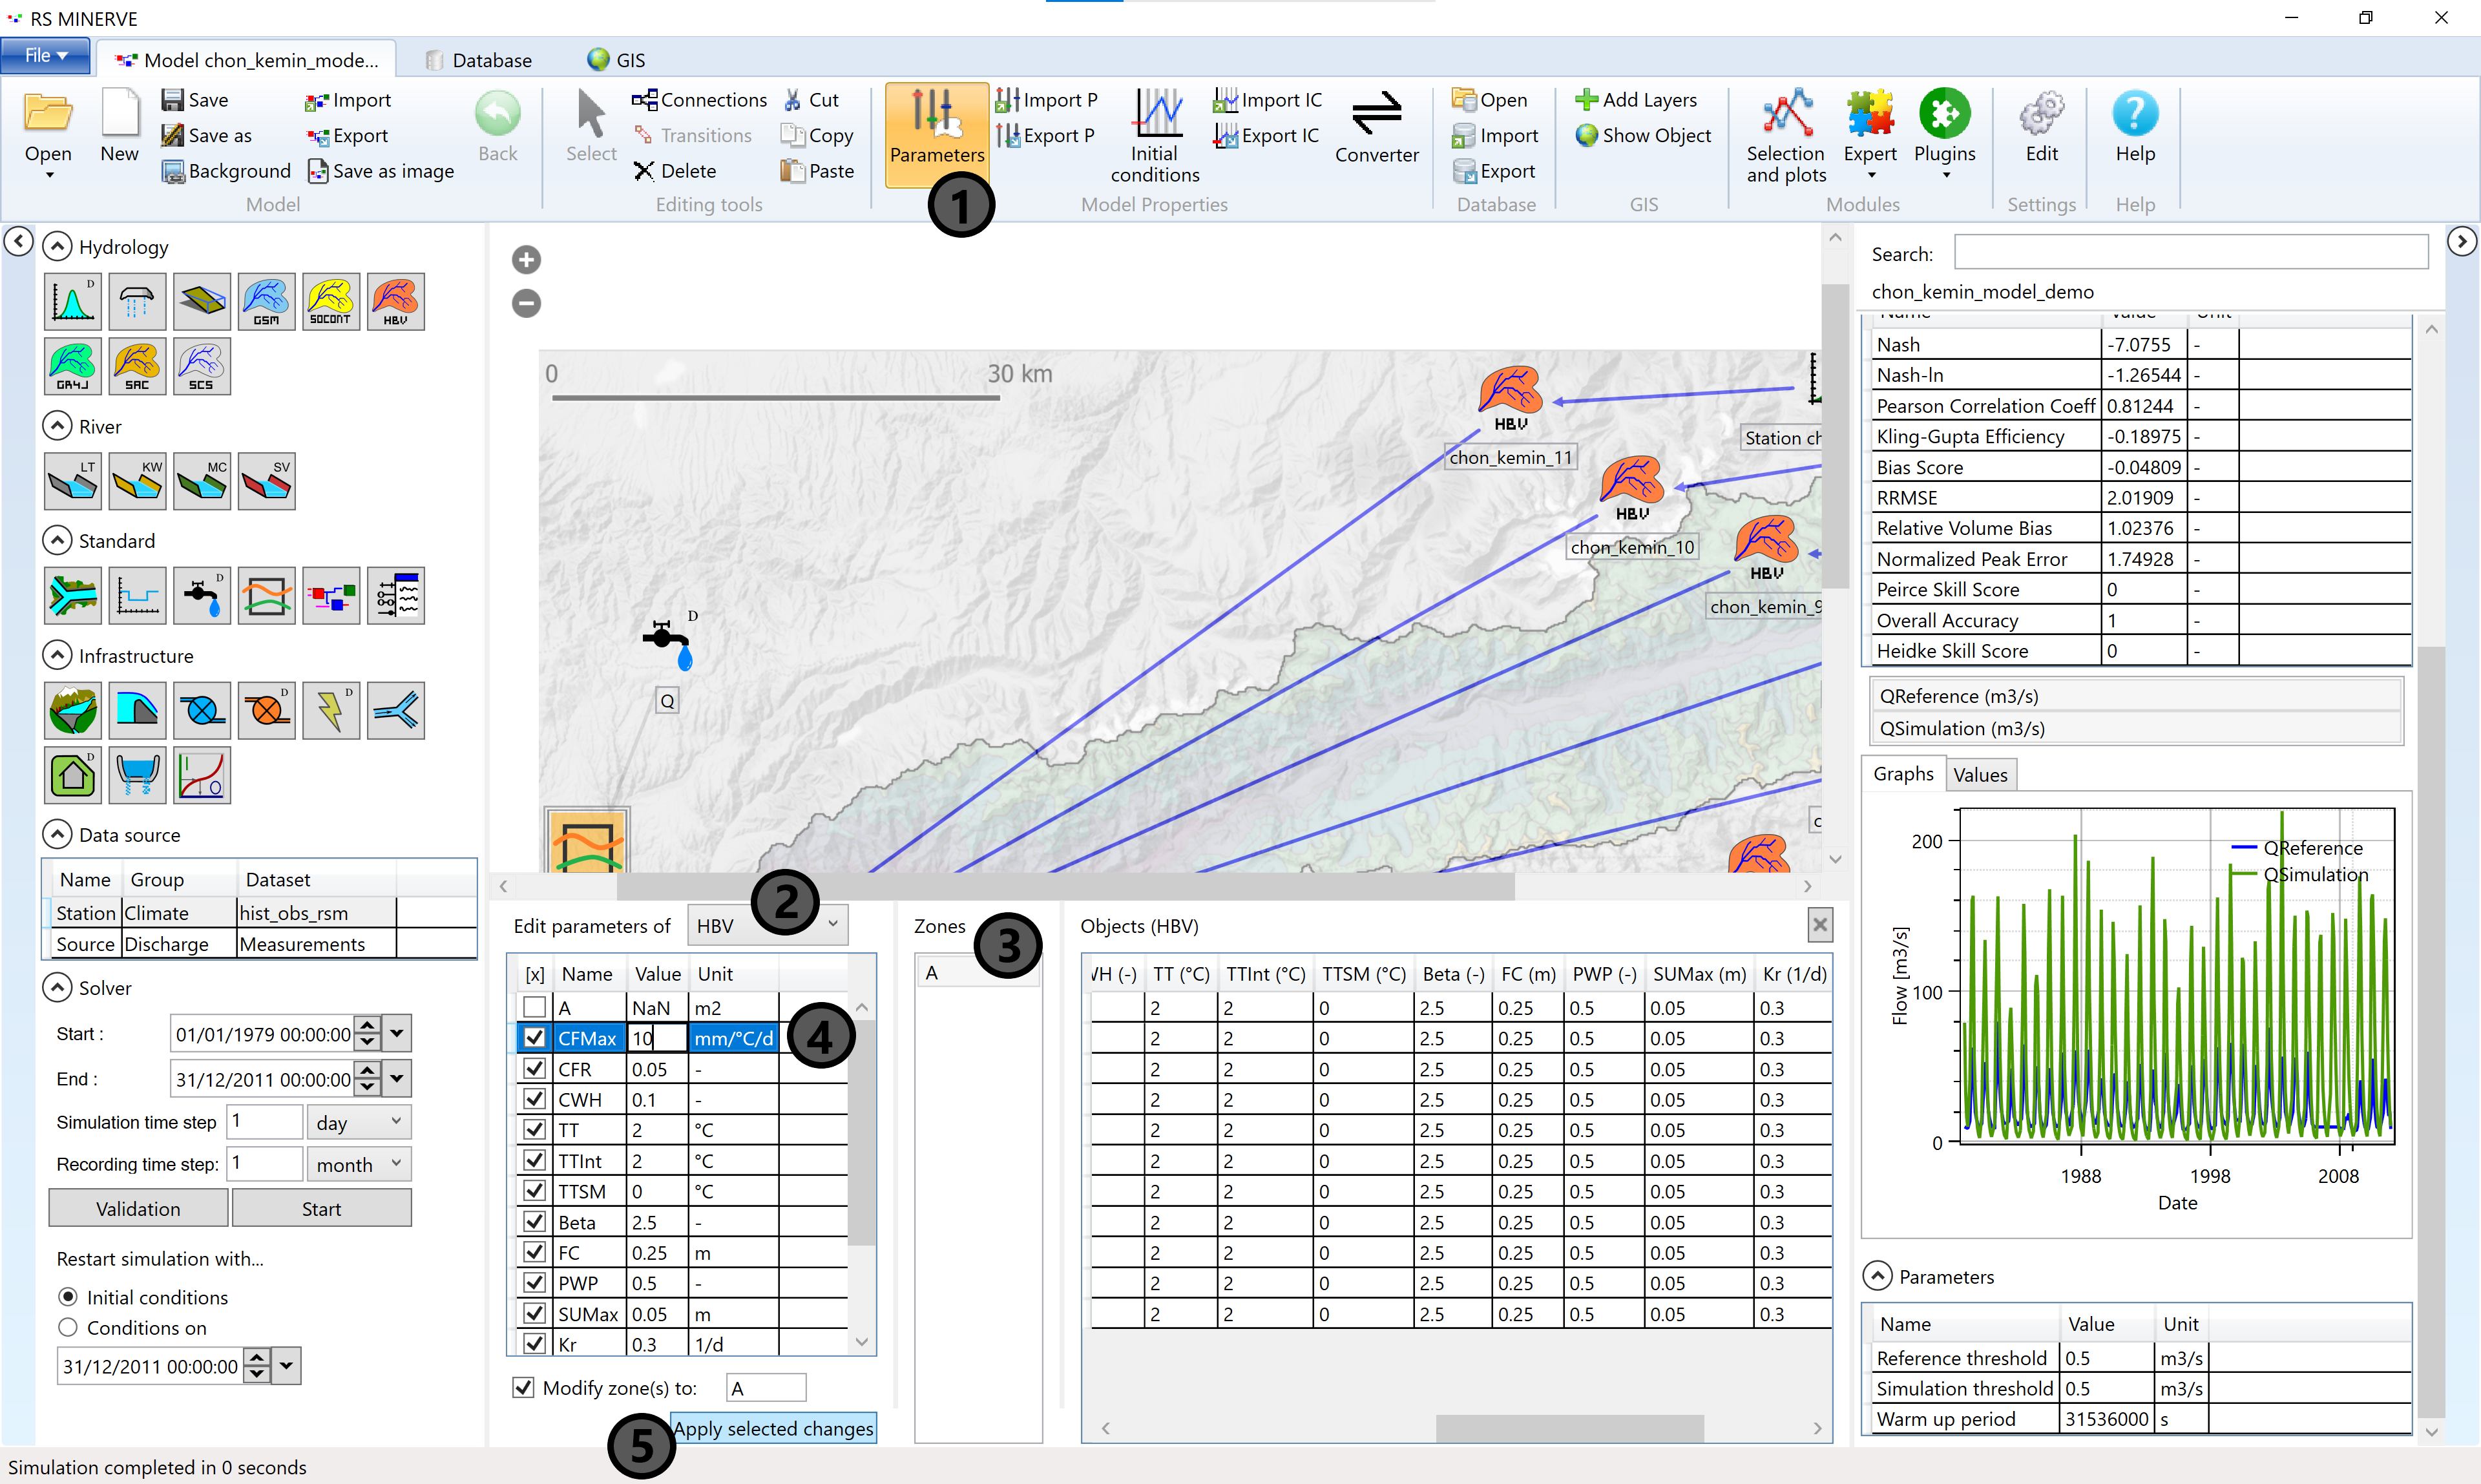 RS MINERVE
File
Model chon_kemin_mode...
Database
GIS
Open
New
Save
Save as
Background
Import
Export
Save as image
Back
Model
Select
Connections
Transitions
Delete
Cut
Copy
Paste
Editing tools
Parameters
Import P
Export P
Initial
conditions
Import IC
Export IC
Converter
Model Properties
Open
Import
Export
Database
Add Layers
Show Object
GIS
Selection
and plots
Expert
Plugins
Modules
Edit
Settings
Help
Help
1
Hydrology
D
GSM
SOCONT
HBV
GR4J
SAC
SCS
River
LT
KW
MC
SV
Standard
D
Infrastructure
D
D
D
I
O
Data source
Name Group Dataset
Station Climate hist_obs_rsm
Source Discharge Measurements
Solver
Start : 01/01/1979 00:00:00
End : 31/12/2011 00:00:00
Simulation time step 1 day
Recording time step: 1 month
Validation
Start
Restart simulation with...
Initial conditions
Conditions on
31/12/2011 00:00:00
Simulation completed in 0 seconds
0 30 km
HBV
chon_kemin_11
Station ch
HBV
chon_kemin_10
HBV
chon_kemin_9
D
Q
c
2
Edit parameters of HBV
[x] Name Value Unit
A NaN m2
CFMax 10 mm/°C/d
CFR 0.05 -
CWH 0.1 -
TT 2 °C
TTInt 2 °C
TTSM 0 °C
Beta 2.5 -
FC 0.25 m
PWP 0.5 -
SUMax 0.05 m
Kr 0.3 1/d
4
Modify zone(s) to: A
5
Apply selected changes
Zones
3
A
Objects (HBV)
WH (-) TT (°C) TTInt (°C) TTSM (°C) Beta (-) FC (m) PWP (-) SUMax (m) Kr (1/d)
2 2 0 2.5 0.25 0.5 0.05 0.3
2 2 0 2.5 0.25 0.5 0.05 0.3
2 2 0 2.5 0.25 0.5 0.05 0.3
2 2 0 2.5 0.25 0.5 0.05 0.3
2 2 0 2.5 0.25 0.5 0.05 0.3
2 2 0 2.5 0.25 0.5 0.05 0.3
2 2 0 2.5 0.25 0.5 0.05 0.3
2 2 0 2.5 0.25 0.5 0.05 0.3
2 2 0 2.5 0.25 0.5 0.05 0.3
2 2 0 2.5 0.25 0.5 0.05 0.3
2 2 0 2.5 0.25 0.5 0.05 0.3
Search:
chon_kemin_model_demo
Name Value Unit
Nash -7.0755 -
Nash-ln -1.26544 -
Pearson Correlation Coeff 0.81244 -
Kling-Gupta Efficiency -0.18975 -
Bias Score -0.04809 -
RRMSE 2.01909 -
Relative Volume Bias 1.02376 -
Normalized Peak Error 1.74928 -
Peirce Skill Score 0 -
Overall Accuracy 1 -
Heidke Skill Score 0 -
QReference (m3/s)
QSimulation (m3/s)
Graphs
Values
QReference
QSimulation
Flow [m3/s]
200
100
0
1988 1998 2008
Date
Parameters
Name Value Unit
Reference threshold 0.5 m3/s
Simulation threshold 0.5 m3/s
Warm up period 31536000 s